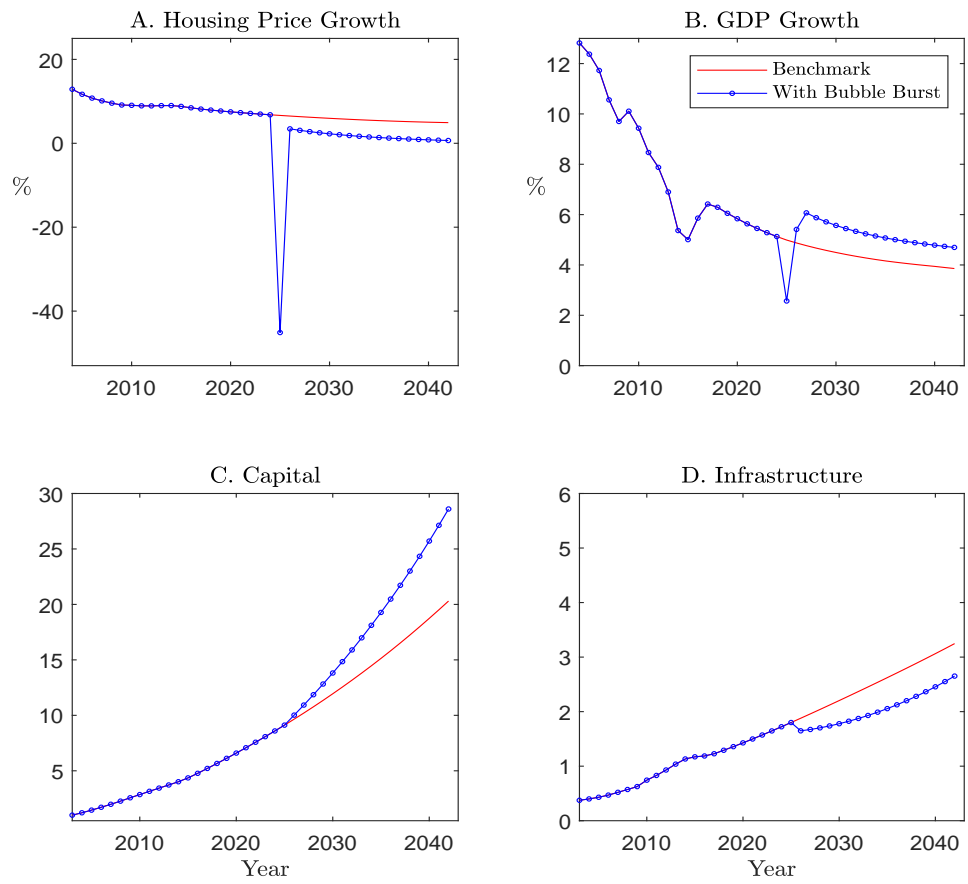 A. Housing Price Growth
20
0
-20
-40
%
2010 2020 2030 2040
B. GDP Growth
Benchmark
With Bubble Burst
12
10
8
6
4
2
0
%
2010 2020 2030 2040
C. Capital
30
25
20
15
10
5
2010 2020 2030 2040
Year
D. Infrastructure
6
5
4
3
2
1
0
2010 2020 2030 2040
Year